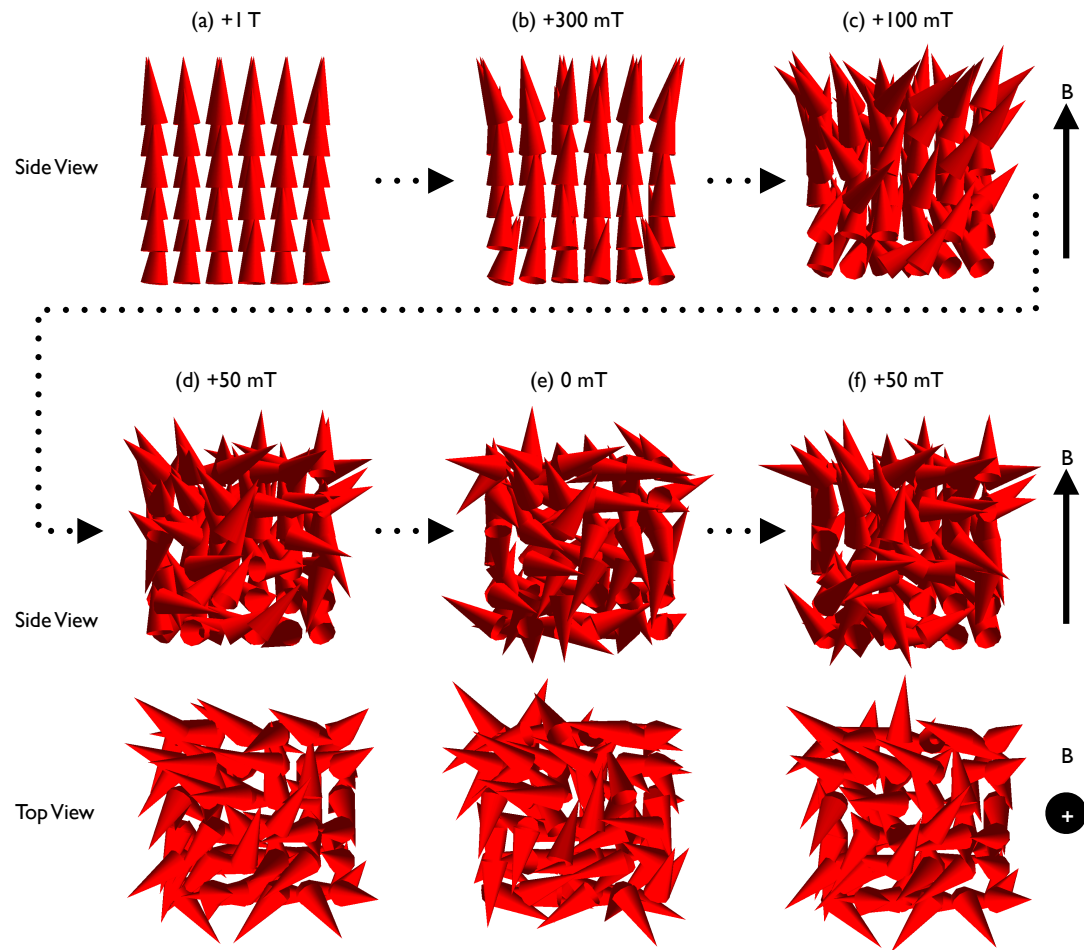 (a) +1 T
(b) +300 mT
(c) +100 mT
B
Side View
(d) +50 mT
(e) 0 mT
(f) +50 mT
B
Side View
B
Top View
+